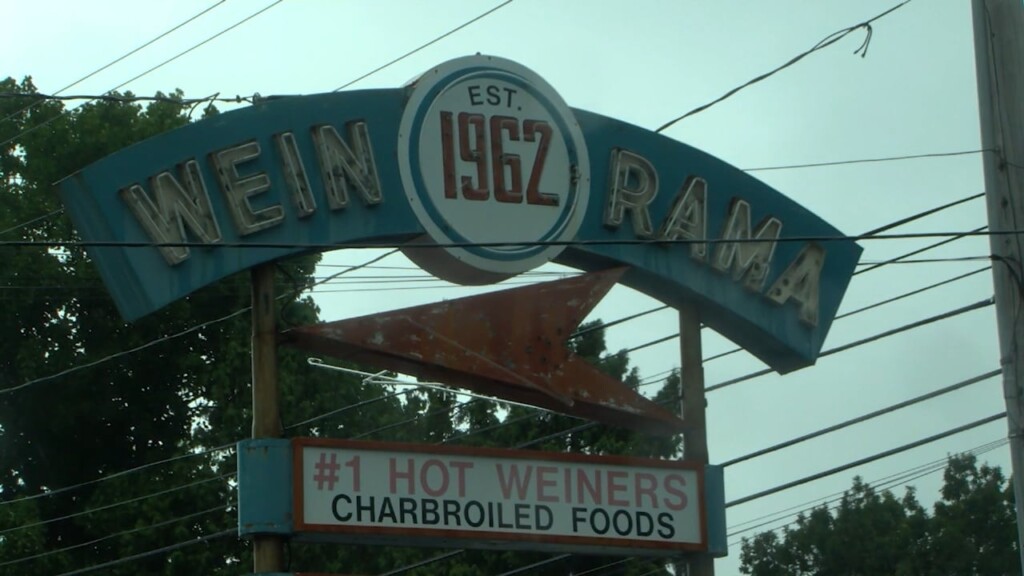 EST.
WEIN 1962 RAMA
#1 HOT WEINERS
CHARBROILED FOODS